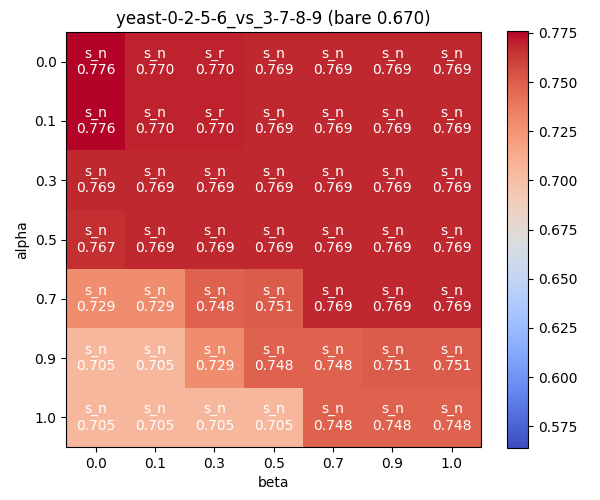 yeast-0-2-5-6_vs_3-7-8-9 (bare 0.670)
s_n s_n s_r s_n s_n s_n s_n
0.0 0.776 0.770 0.770 0.769 0.769 0.769 0.769
s_n s_n s_r s_n s_n s_n s_n
0.1 0.776 0.770 0.770 0.769 0.769 0.769 0.769
s_n s_n s_n s_n s_n s_n s_n
0.3 0.769 0.769 0.769 0.769 0.769 0.769 0.769
s_n s_n s_n s_n s_n s_n s_n
0.5 0.767 0.769 0.769 0.769 0.769 0.769 0.769
s_n s_n s_n s_n s_n s_n s_n
0.7 0.729 0.729 0.748 0.751 0.769 0.769 0.769
s_n s_n s_n s_n s_n s_n s_n
0.9 0.705 0.705 0.729 0.748 0.748 0.751 0.751
s_n s_n s_n s_n s_n s_n s_n
1.0 0.705 0.705 0.705 0.705 0.748 0.748 0.748
0.0 0.1 0.3 0.5 0.7 0.9 1.0
beta
alpha
0.775
0.750
0.725
0.700
0.675
0.650
0.625
0.600
0.575